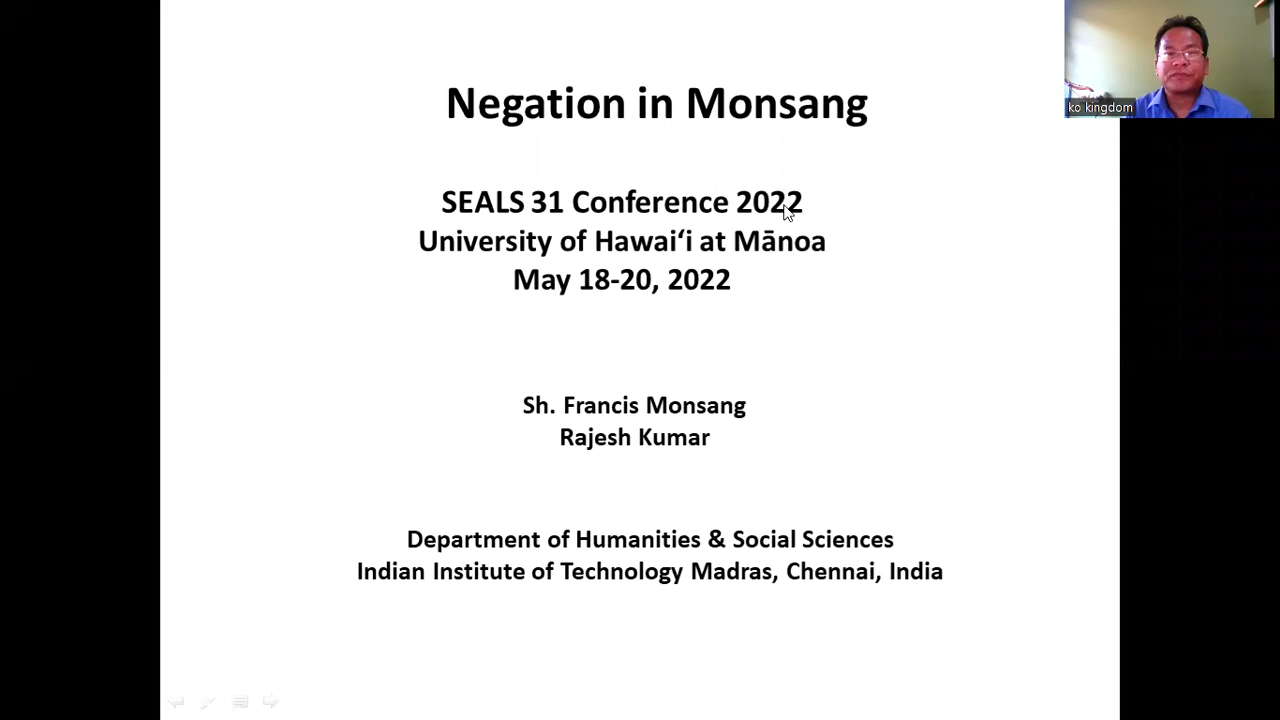 Negation in Monsang
SEALS 31 Conference 2022
University of Hawaiʻi at Mānoa
May 18-20, 2022
Sh. Francis Monsang
Rajesh Kumar
Department of Humanities & Social Sciences
Indian Institute of Technology Madras, Chennai, India
ko kingdom